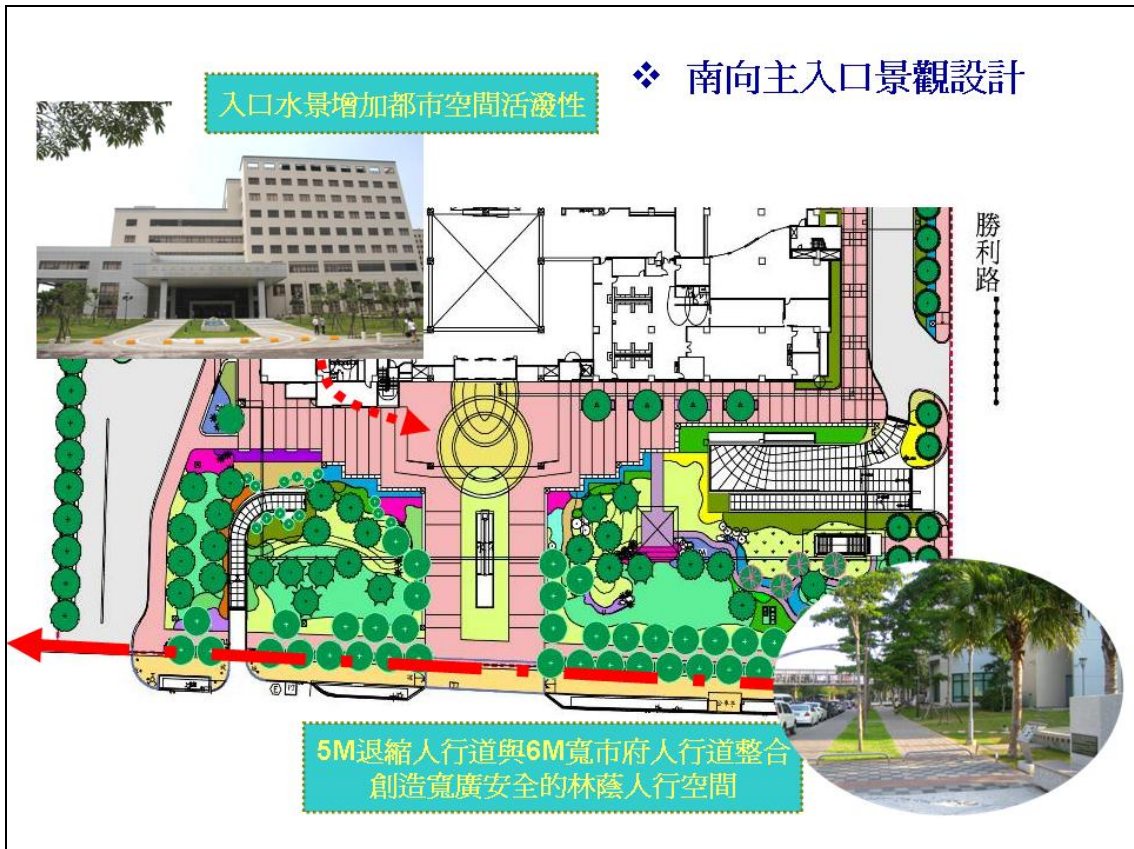 ❖ 南向主入口景觀設計
入口水景增加都市空間活潑性
勝利路
5M退縮人行道與6M寬市府人行道整合
創造寬廣安全的林蔭人行空間